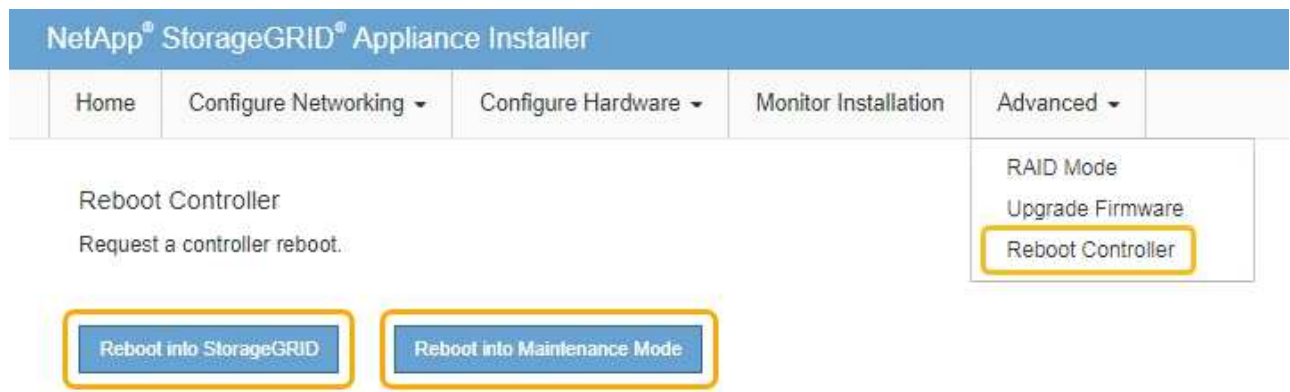 NetApp® StorageGRID® Appliance Installer
Home Configure Networking Configure Hardware Monitor Installation Advanced
RAID Mode
Upgrade Firmware
Reboot Controller
Reboot Controller
Request a controller reboot.
Reboot into StorageGRID Reboot into Maintenance Mode